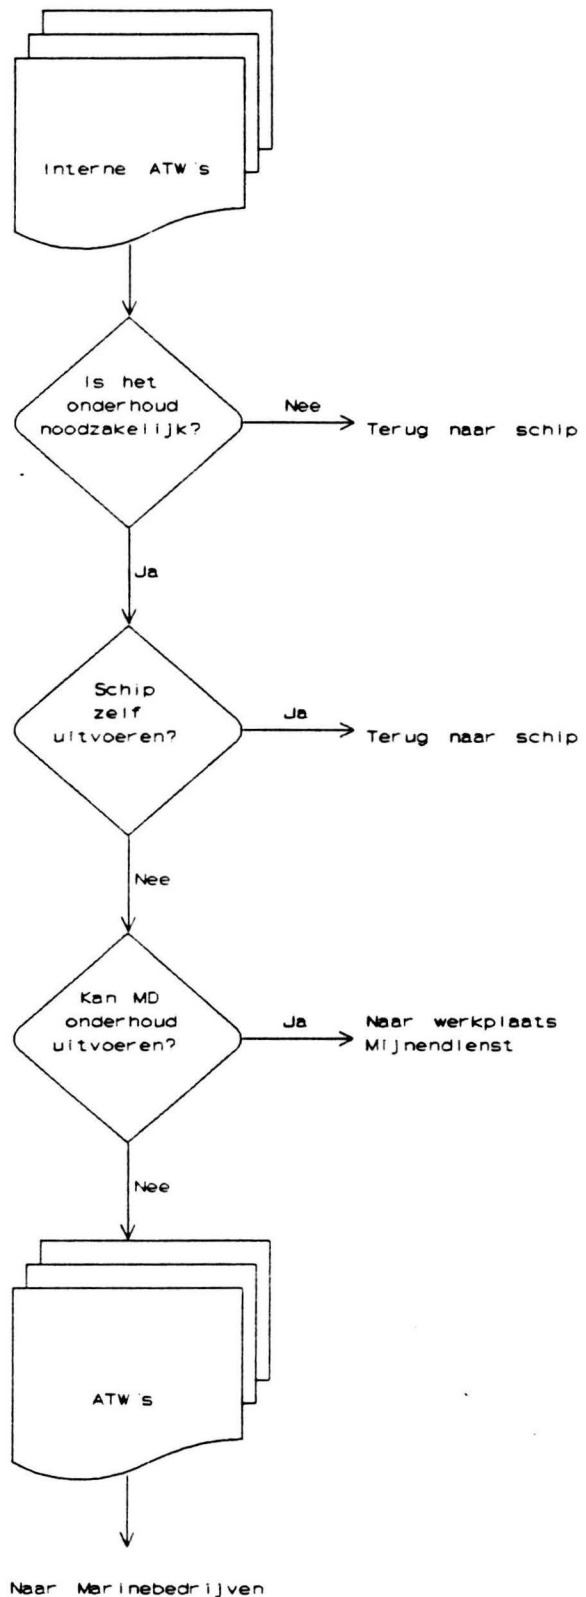 Interne ATW's
Is het
onderhoud
noodzakelijk?
Nee
Terug naar schip
Ja
Schip
zelf
uitvoeren?
Ja
Terug naar schip
Nee
Kan MD
onderhoud
uitvoeren?
Ja
Naar werkplaats
Mijnendienst
Nee
ATW's
Naar Marinebedrijven